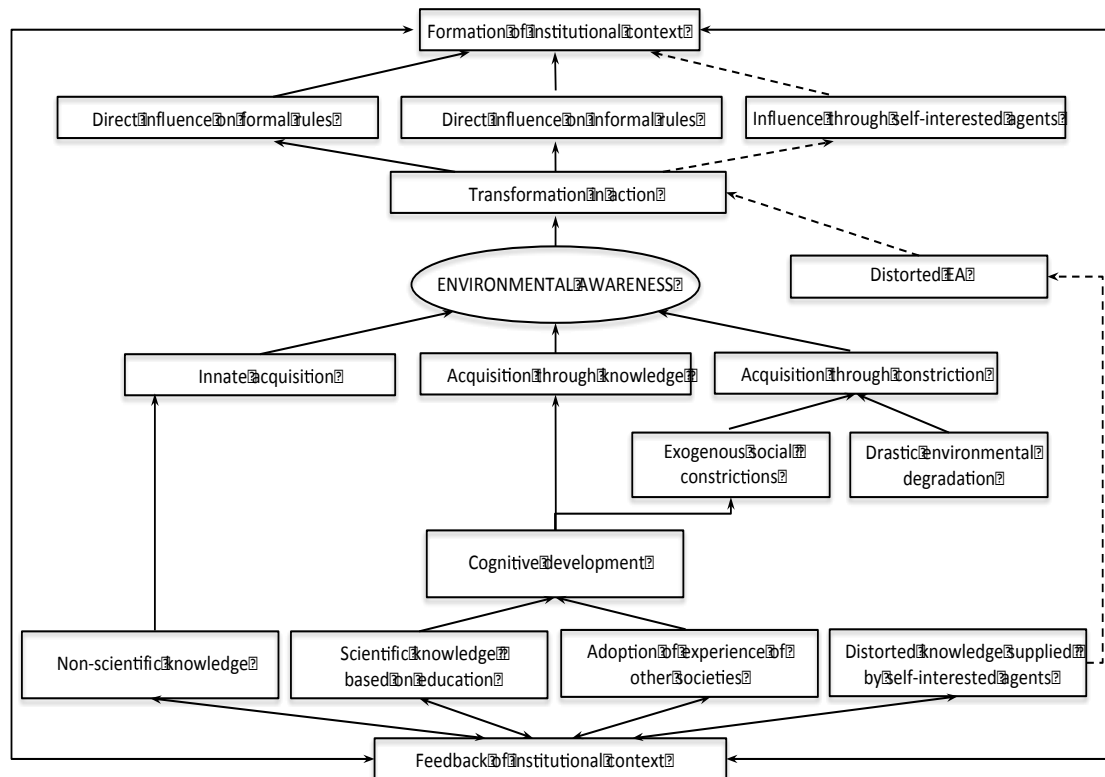 Formation of institutional context
Direct influence on formal rules
Direct influence on informal rules
Influence through self-interested agents
Transformation in action
Distorted EA
ENVIRONMENTAL AWARENESS
Innate acquisition
Acquisition through knowledge
Acquisition through constriction
Exogenous social
constrictions
Drastic environmental
degradation
Cognitive development
Non-scientific knowledge
Scientific knowledge
based on education
Adoption of experience of
other societies
Distorted knowledge supplied
by self-interested agents
Feedback of institutional context